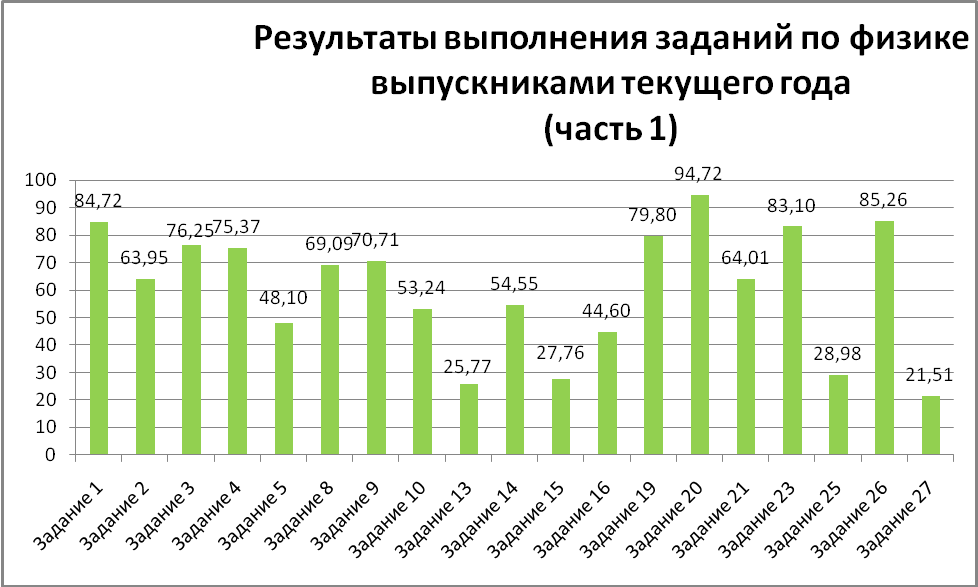 Результаты выполнения заданий по физике
выпускниками текущего года
(часть 1)
100
90
80
70
60
50
40
30
20
10
0
84,72
63,95
76,25
75,37
48,10
69,09
70,71
53,24
25,77
54,55
27,76
44,60
79,80
94,72
64,01
83,10
28,98
85,26
21,51
Задание 1
Задание 2
Задание 3
Задание 4
Задание 5
Задание 8
Задание 9
Задание 10
Задание 13
Задание 14
Задание 15
Задание 16
Задание 19
Задание 20
Задание 21
Задание 23
Задание 25
Задание 26
Задание 27